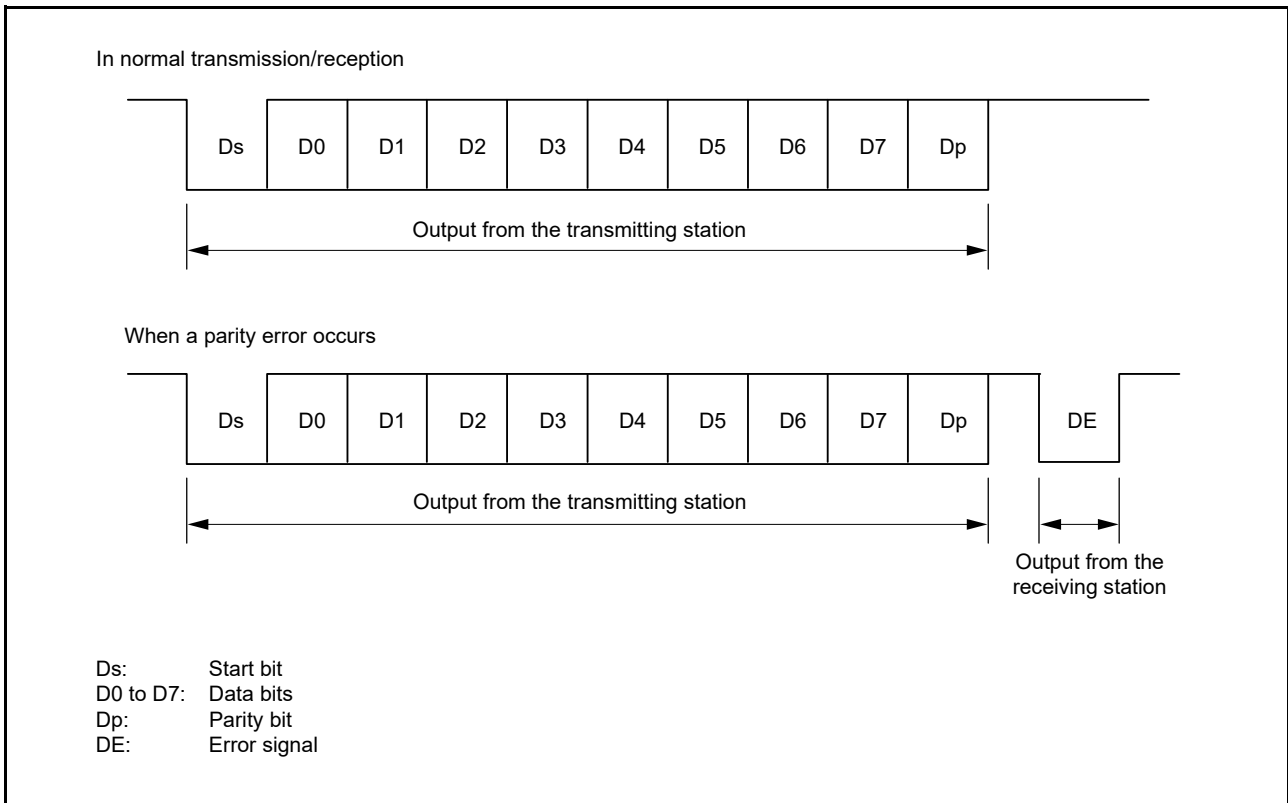 In normal transmission/reception
Ds D0 D1 D2 D3 D4 D5 D6 D7 Dp
Output from the transmitting station
When a parity error occurs
Ds D0 D1 D2 D3 D4 D5 D6 D7 Dp DE
Output from the transmitting station
Output from the
receiving station
Ds: Start bit
D0 to D7: Data bits
Dp: Parity bit
DE: Error signal